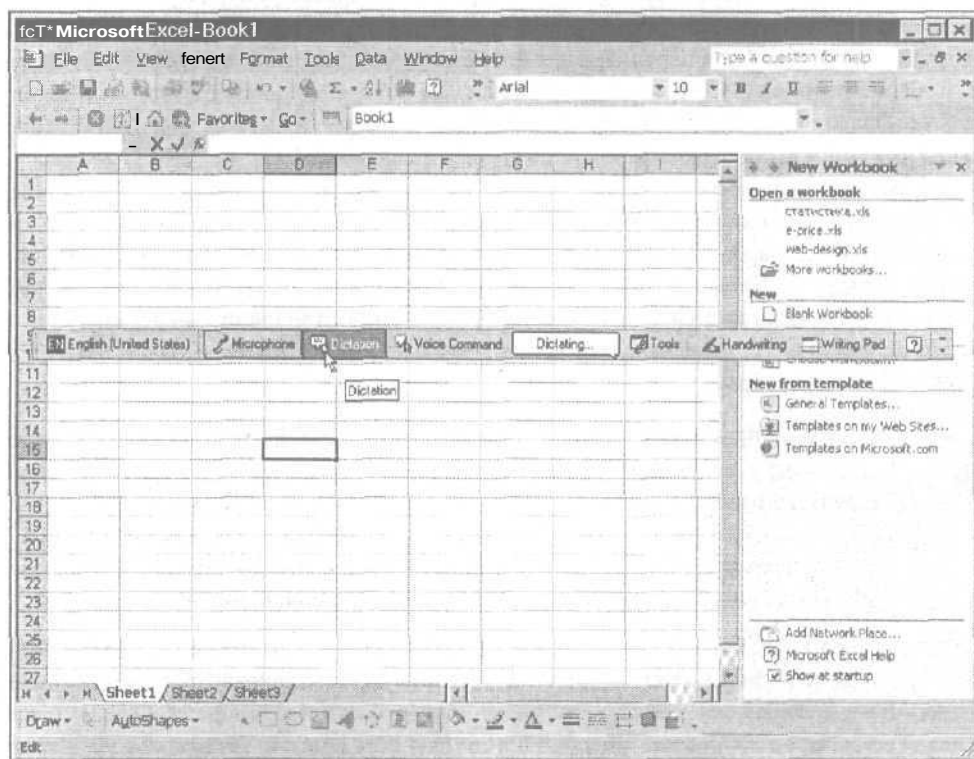 fcT* Microsoft Excel-Book1
Elle Edit View fenert Format Tools Data Window Help Type a question for help
Arial 10 B I U
Favorites Go Book1
A B C D E F G H I
New Workbook
Open a workbook
статистика.xls
e-price.xls
web-design.xls
More workbooks...
New
Blank Workbook
English (United States) Microphone Dictation Voice Command Dictating... Tools Handwriting Writing Pad
Dictation
New from template
General Templates...
Templates on my Web Sites...
Templates on Microsoft.com
1
2
3
4
5
6
7
8
11
12
13
14
15
16
17
18
19
20
21
22
23
24
25
26
27
Add Network Place...
Microsoft Excel Help
Show at startup
Sheet1 Sheet2 Sheet3
Draw AutoShapes
Edit